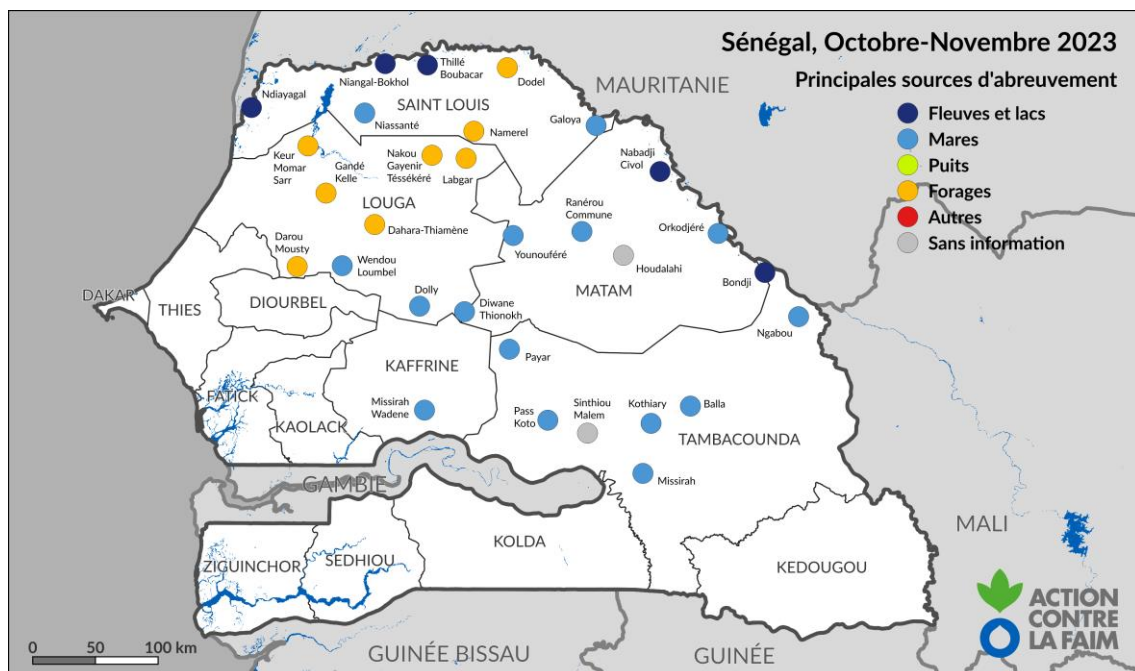 Sénégal, Octobre-Novembre 2023
Principales sources d'abreuvement
Fleuves et lacs
Mares
Puits
Forages
Autres
Sans information
MAURITANIE
Ndiayagal
Niangal-Bokhol
Thillé
Boubacar
Dodel
SAINT LOUIS
Niassanté
Namerel
Galoya
Keur
Momar
Sarr
Gandé
Kelle
Nakou
Gayenir
Téssékéré
Labgar
Nabadji
Civol
LOUGA
Ranérou
Commune
Orkodjéré
Dahara-Thiamène
Younouféré
Houdalahi
Darou
Mousty
Wendou
Loumbel
Bondji
MATAM
DAKAR
THIES
DIOURBEL
Dolly
Diwane
Thionokh
Ngabou
Payar
KAFFRINE
FATICK
KAOLACK
Missirah
Wadene
Pass
Koto
Sinthiou
Malem
Kothiary
Balla
TAMBACOUNDA
Missirah
GAMBIE
MALI
KOLDA
ZIGUINCHOR
SEDHIOU
KEDOUGOU
ACTION
CONTRE
LA FAIM
0 50 100 km
GUINÉE BISSAU
GUINÉE